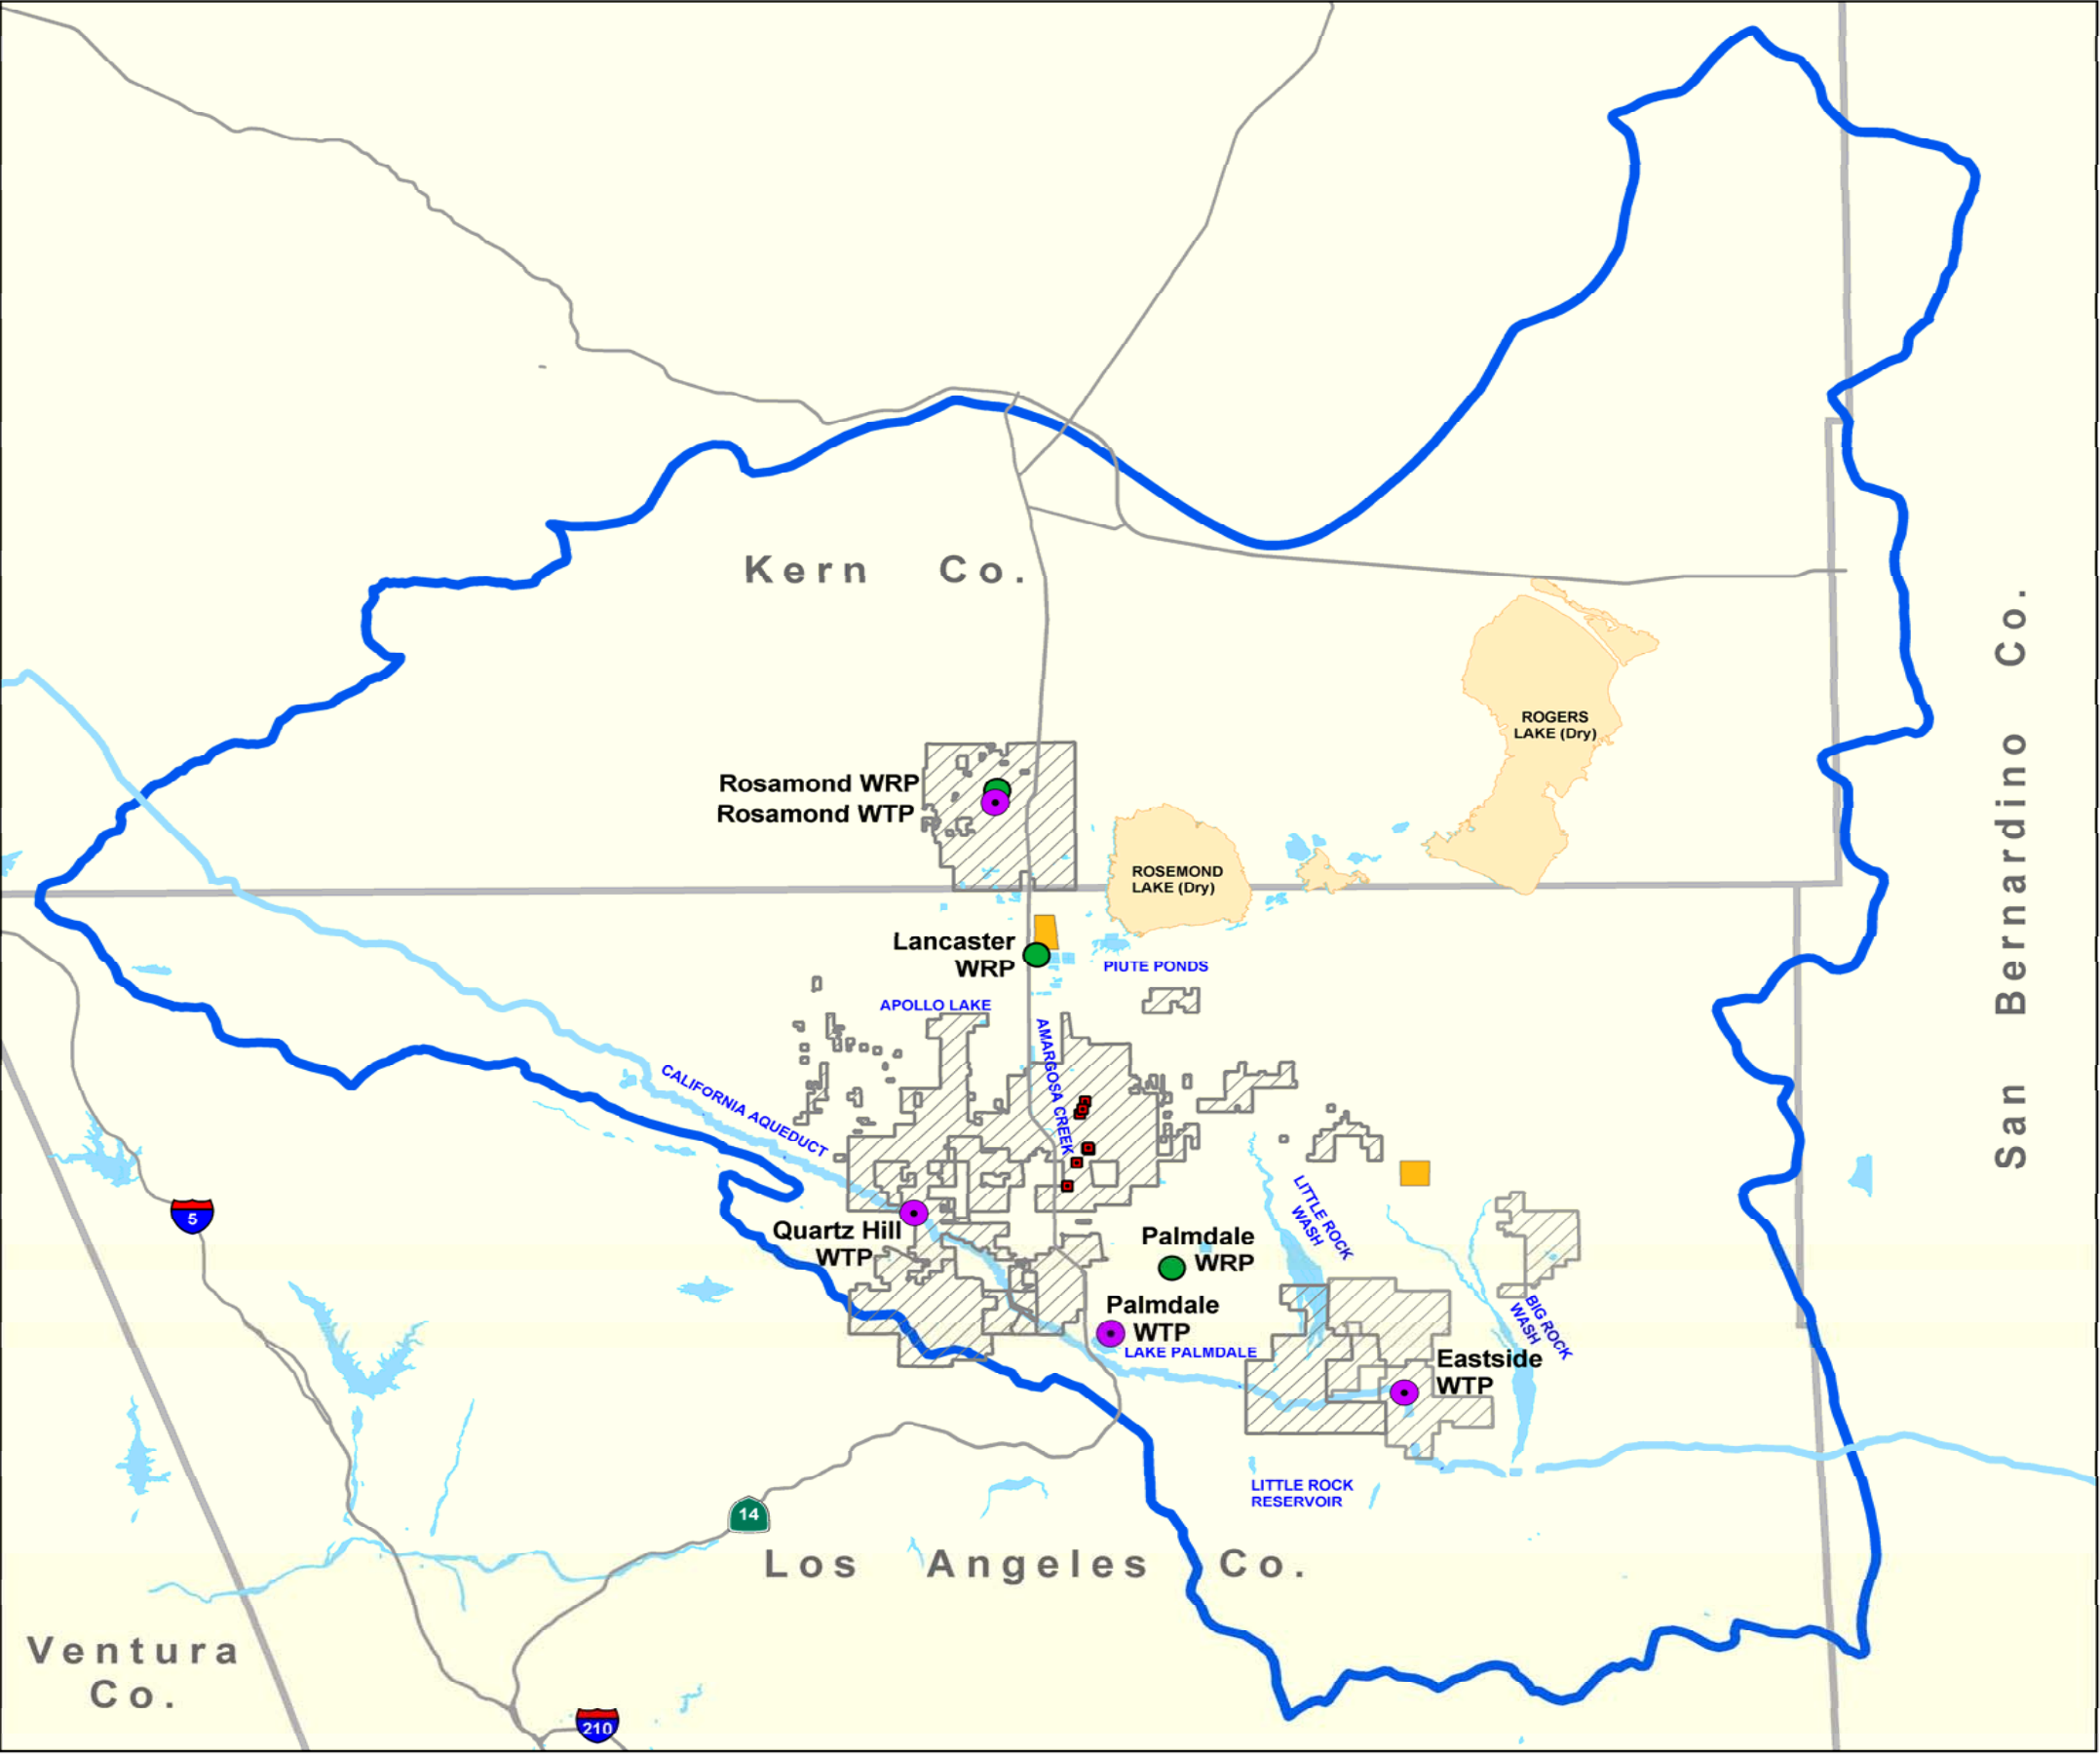 Kern Co.
San Bernardino Co.
ROGERS
LAKE (Dry)
Rosamond WRP
Rosamond WTP
ROSEMOND
LAKE (Dry)
Lancaster
WRP
PIUTE PONDS
APOLLO LAKE
AMARGOSA CREEK
CALIFORNIA AQUEDUCT
LITTLE ROCK
WASH
5
Quartz Hill
WTP
Palmdale
WRP
Palmdale
WTP
LAKE PALMDALE
BIG ROCK
WASH
Eastside
WTP
LITTLE ROCK
RESERVOIR
14
Los Angeles Co.
Ventura
Co.
210